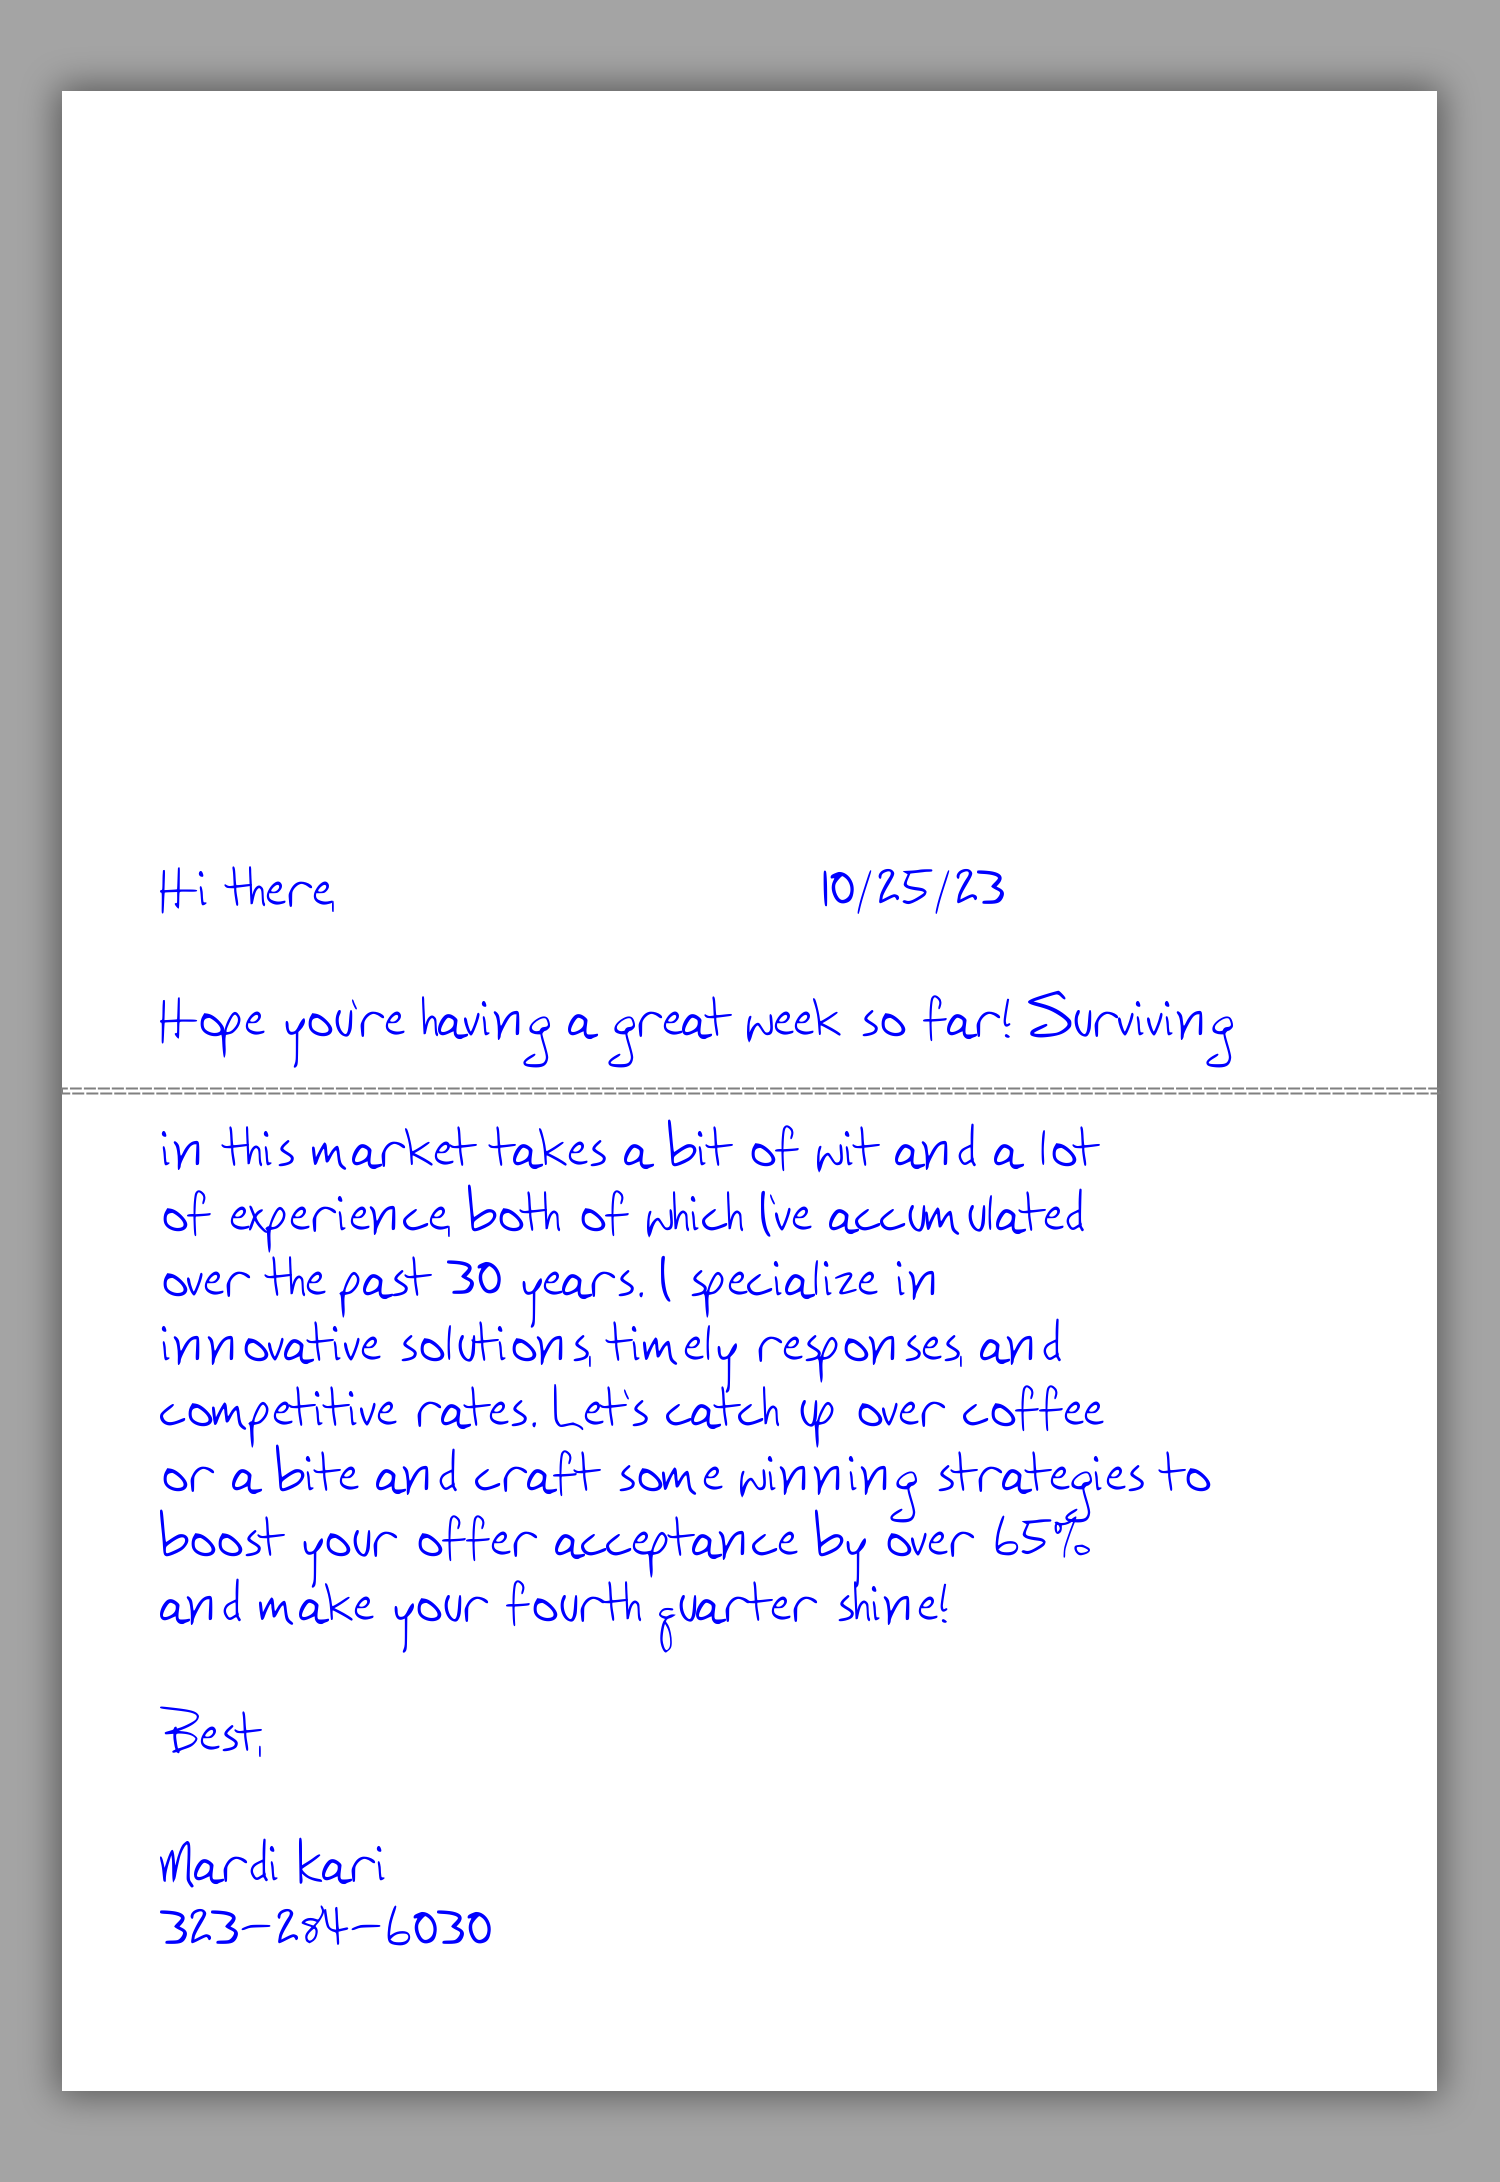 Hi there, 10/25/23
Hope you're having a great week so far! Surviving
in this market takes a bit of wit and a lot
of experience, both of which I've accumulated
over the past 30 years. I specialize in
innovative solutions, timely responses, and
competitive rates. Let's catch up over coffee
or a bite and craft some winning strategies to
boost your offer acceptance by over 65%
and make your fourth quarter shine!
Best,
Mardi Kari
323-284-6030